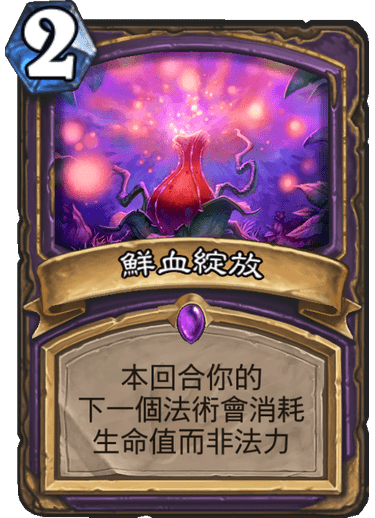 2
鮮血綻放
本回合你的
下一個法術會消耗
生命值而非法力